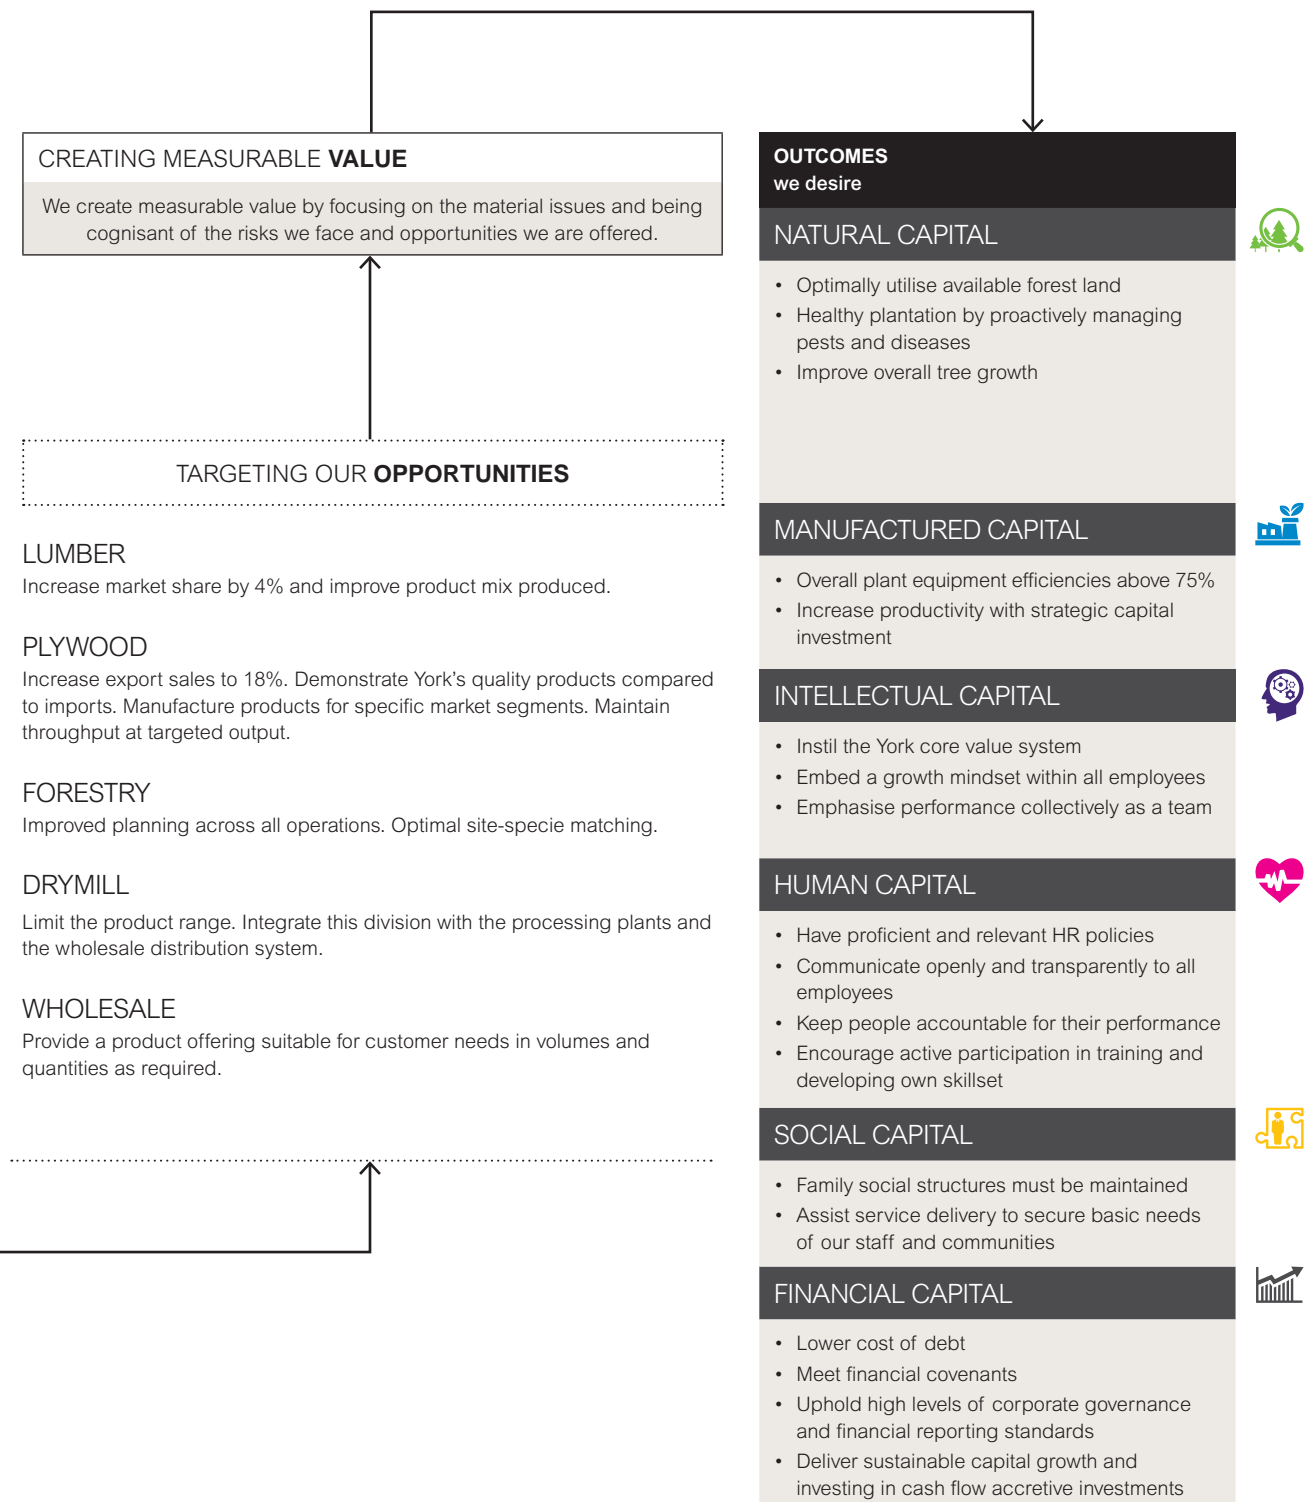 CREATING MEASURABLE VALUE
We create measurable value by focusing on the material issues and being
cognisant of the risks we face and opportunities we are offered.
TARGETING OUR OPPORTUNITIES
LUMBER
Increase market share by 4% and improve product mix produced.
PLYWOOD
Increase export sales to 18%. Demonstrate York's quality products compared
to imports. Manufacture products for specific market segments. Maintain
throughput at targeted output.
FORESTRY
Improved planning across all operations. Optimal site-specie matching.
DRYMILL
Limit the product range. Integrate this division with the processing plants and
the wholesale distribution system.
WHOLESALE
Provide a product offering suitable for customer needs in volumes and
quantities as required.
OUTCOMES
we desire
NATURAL CAPITAL
• Optimally utilise available forest land
• Healthy plantation by proactively managing
pests and diseases
• Improve overall tree growth
MANUFACTURED CAPITAL
• Overall plant equipment efficiencies above 75%
• Increase productivity with strategic capital
investment
INTELLECTUAL CAPITAL
• Instil the York core value system
• Embed a growth mindset within all employees
• Emphasise performance collectively as a team
HUMAN CAPITAL
• Have proficient and relevant HR policies
• Communicate openly and transparently to all
employees
• Keep people accountable for their performance
• Encourage active participation in training and
developing own skillset
SOCIAL CAPITAL
• Family social structures must be maintained
• Assist service delivery to secure basic needs
of our staff and communities
FINANCIAL CAPITAL
• Lower cost of debt
• Meet financial covenants
• Uphold high levels of corporate governance
and financial reporting standards
• Deliver sustainable capital growth and
investing in cash flow accretive investments